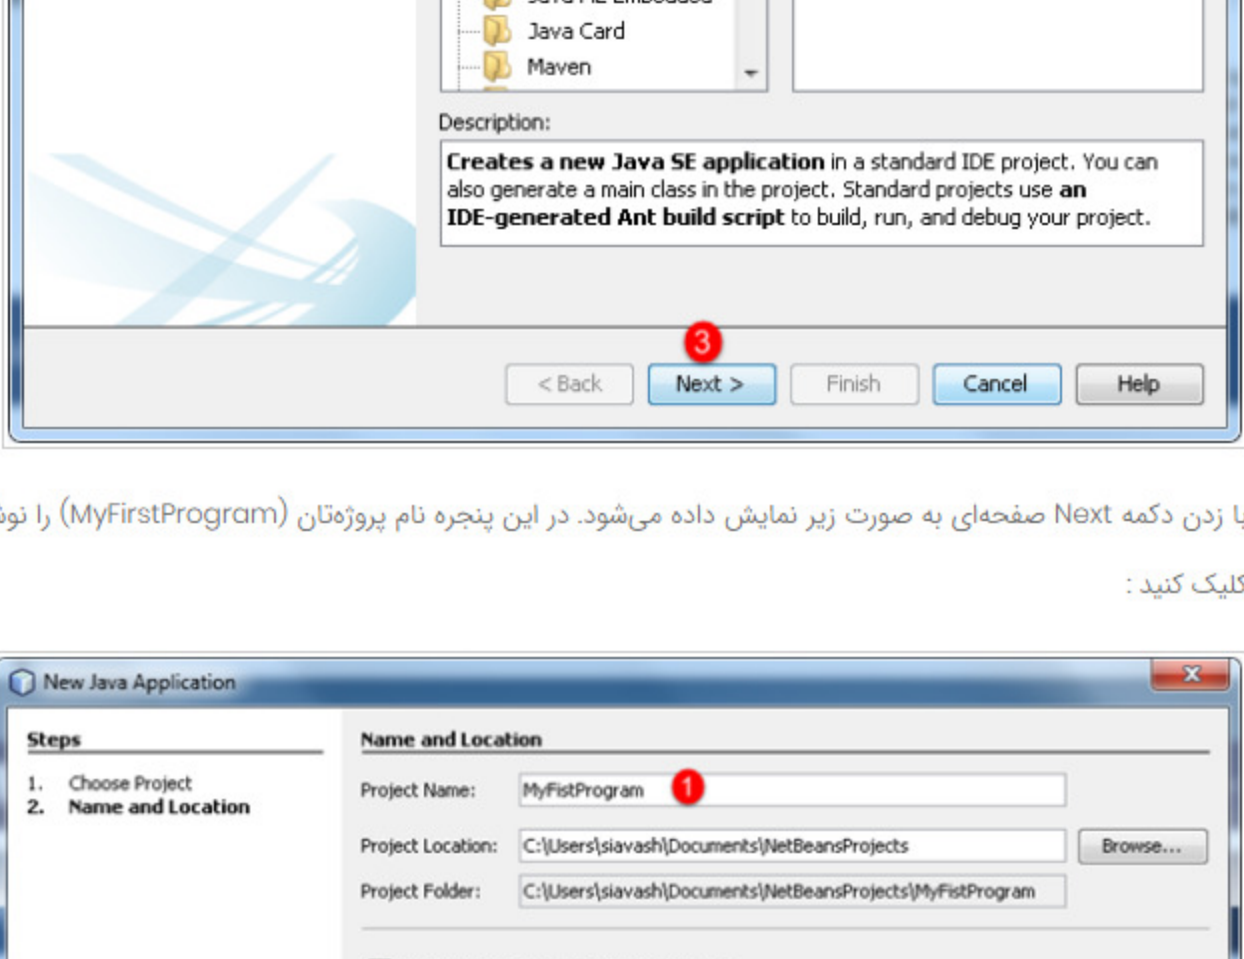 Java Card
Maven
Description:
Creates a new Java SE application in a standard IDE project. You can
also generate a main class in the project. Standard projects use an
IDE-generated Ant build script to build, run, and debug your project.
3
< Back Next > Finish Cancel Help
با زدن دکمه Next صفحه‌ای به صورت زیر نمایش داده می‌شود. در این پنجره نام پروژه‌تان (MyFirstProgram) را
کلیک کنید :
New Java Application
x
Steps
1. Choose Project
2. Name and Location
Name and Location
Project Name: MyFistProgram 1
Project Location: C:\Users\siavash\Documents\NetBeansProjects Browse...
Project Folder: C:\Users\siavash\Documents\NetBeansProjects\MyFistProgram